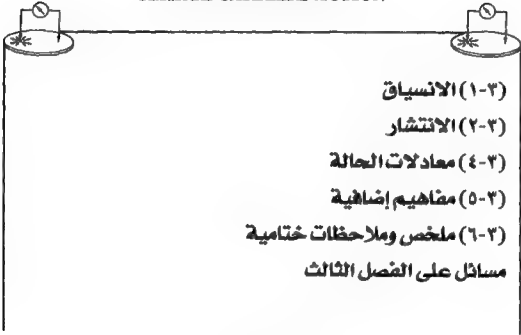 (٣-١) الانسياق
(٣-٢) الانتشار
(٣-٤) معادلات الحالة
(٣-٥) مفاهيم إضافية
(٣-٦) ملخص وملاحظات ختامية
مسائل على الفصل الثالث